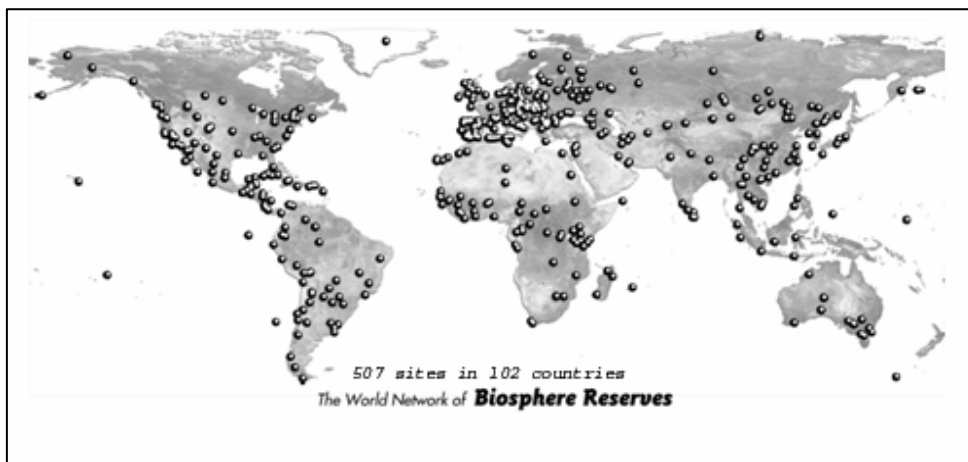 507 sites in 102 countries
The World Network of Biosphere Reserves